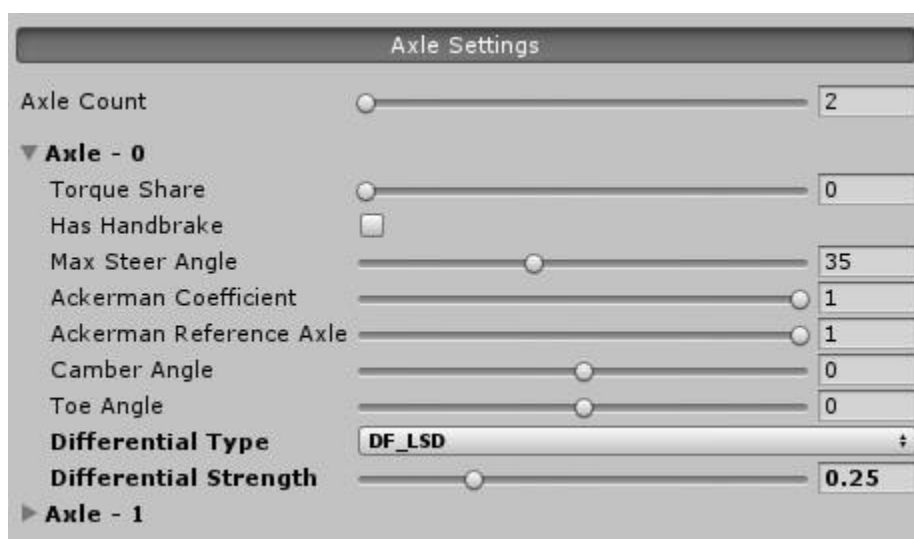 Axle Settings
Axle Count 2
Axle - 0
Torque Share 0
Has Handbrake
Max Steer Angle 35
Ackerman Coefficient 1
Ackerman Reference Axle 1
Camber Angle 0
Toe Angle 0
Differential Type DF_LSD
Differential Strength 0.25
Axle - 1